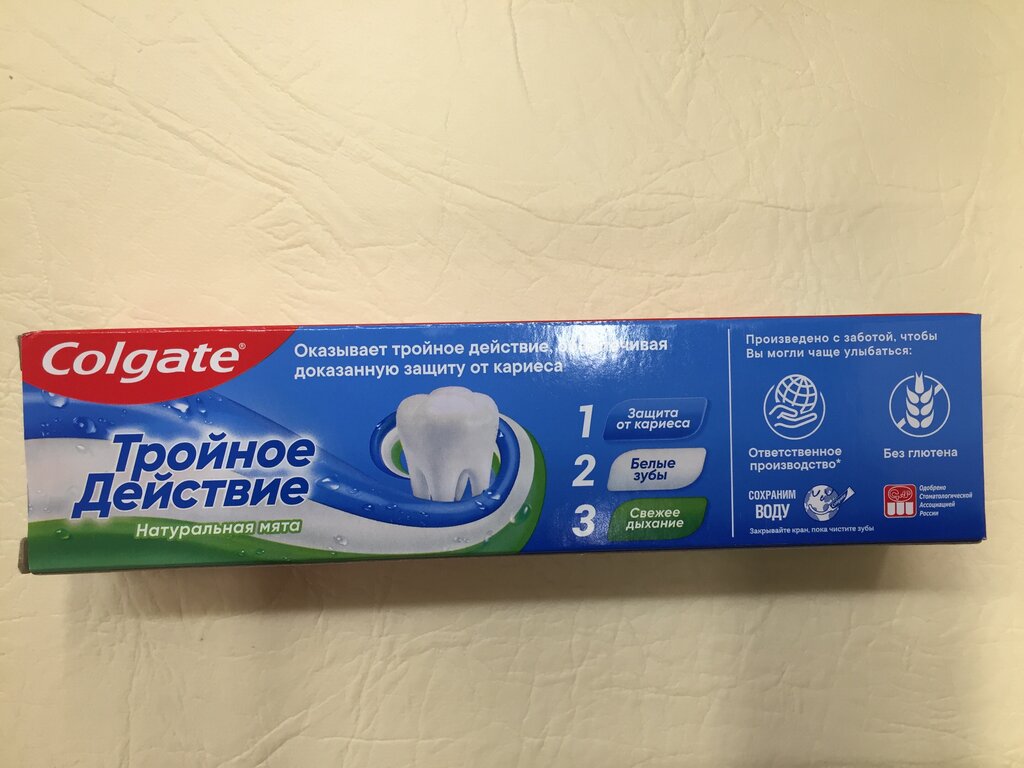 Colgate®
Тройное
Действие
Натуральная мята
Оказывает тройное действие,
доказанную защиту от кариеса
1 Защита
от кариеса
2 Белые
зубы
3 Свежее
дыхание
Произведено с заботой, чтобы
Вы могли чаще улыбаться:
Ответственное
производство*
Без глютена
СОХРАНИМ
ВОДУ
Закрывайте кран, пока чистите зубы
Одобрено
Стоматологической
Ассоциацией
России